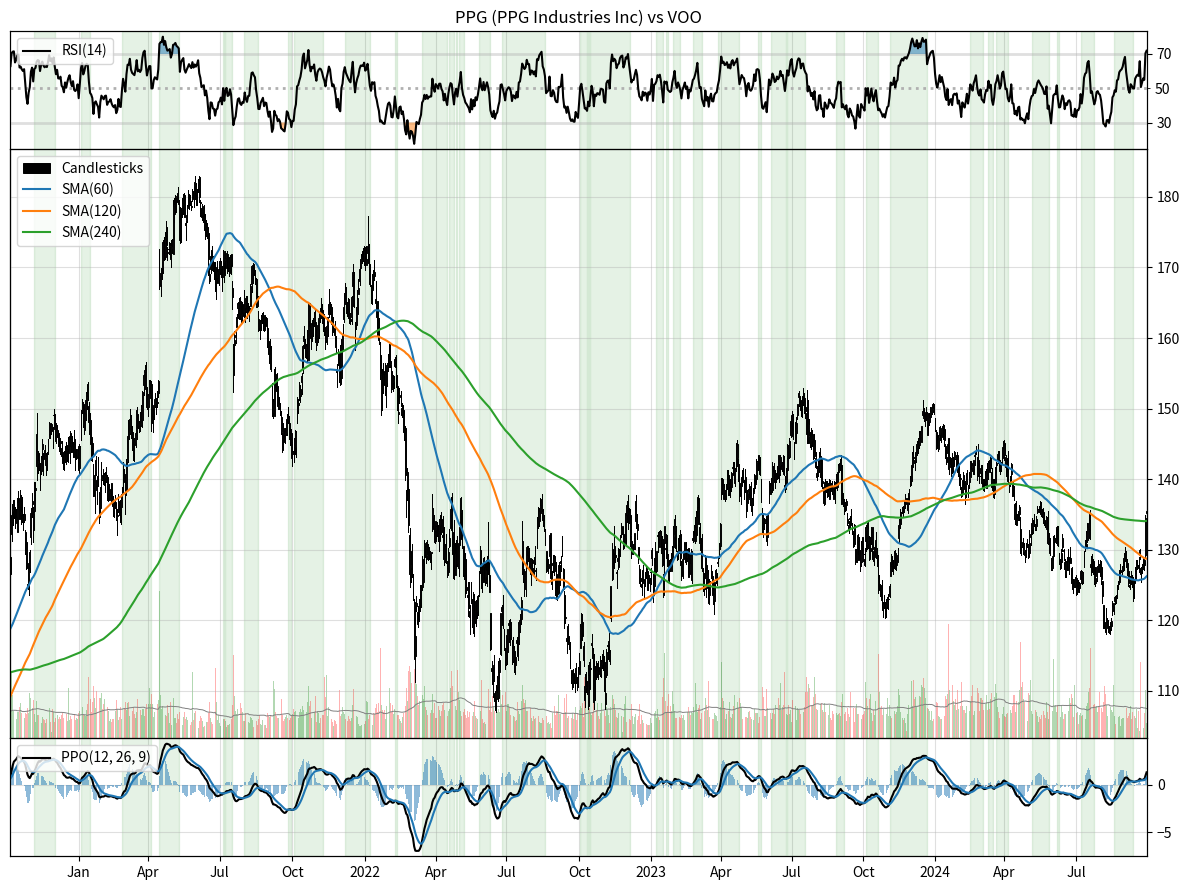 PPG (PPG Industries Inc) vs VOO
RSI(14)
70
50
30
Candlesticks
SMA(60)
SMA(120)
SMA(240)
180
170
160
150
140
130
120
110
PPO(12, 26, 9)
0
−5
Jan Apr Jul Oct 2022 Apr Jul Oct 2023 Apr Jul Oct 2024 Apr Jul